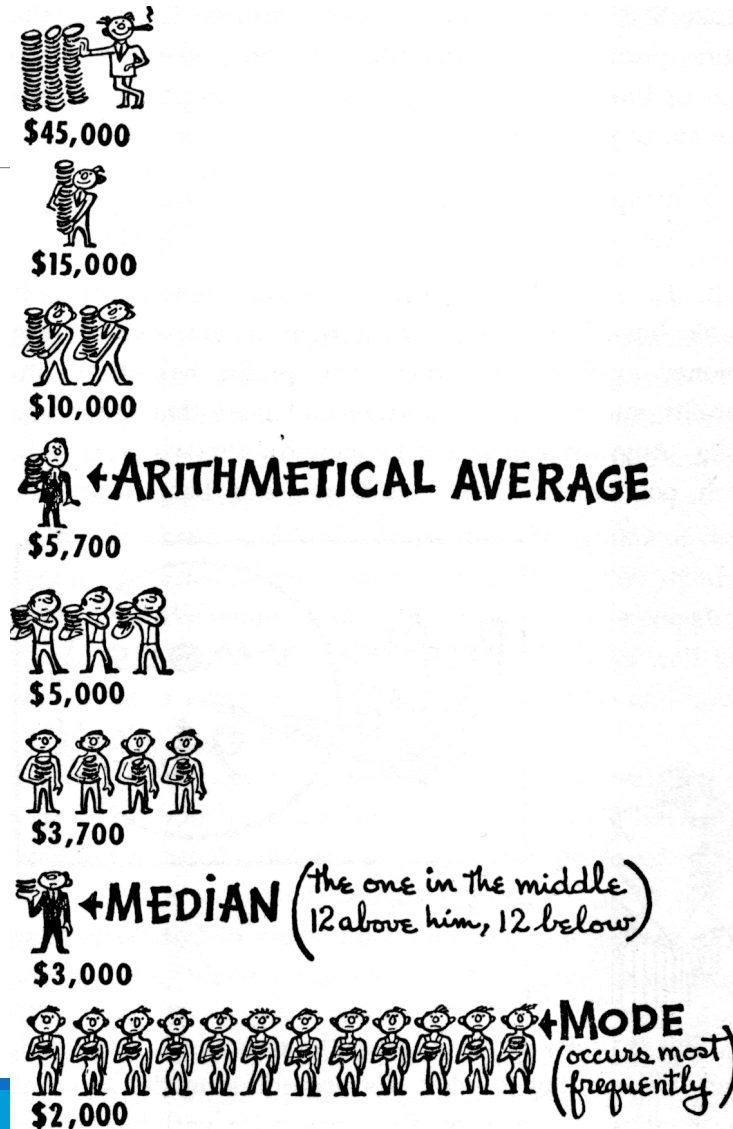 $45,000
$15,000
$10,000
←ARITHMETICAL AVERAGE
$5,700
$5,000
$3,700
←MEDIAN (the one in the middle
12 above him, 12 below)
$3,000
←MODE
(occurs most
frequently)
$2,000